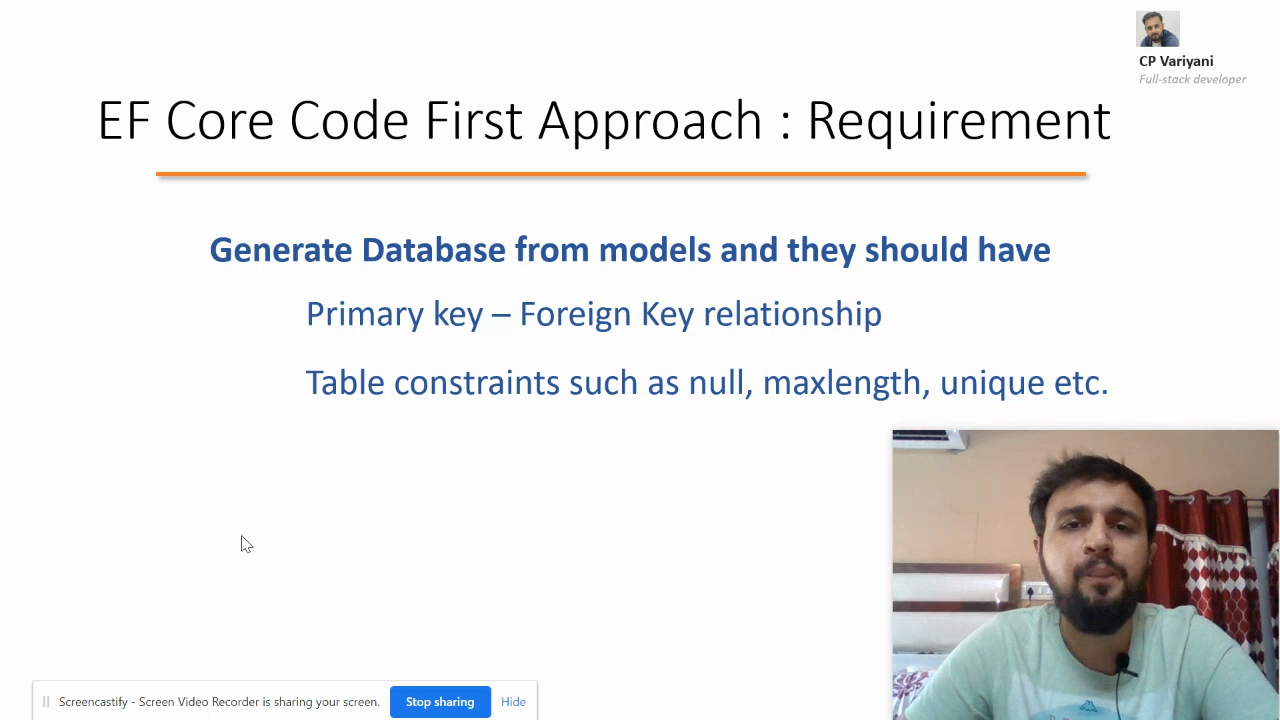 CP Variyani
Full-stack developer
EF Core Code First Approach : Requirement
Generate Database from models and they should have
Primary key – Foreign Key relationship
Table constraints such as null, maxlength, unique etc.
Screencastify - Screen Video Recorder is sharing your screen.
Stop sharing
Hide